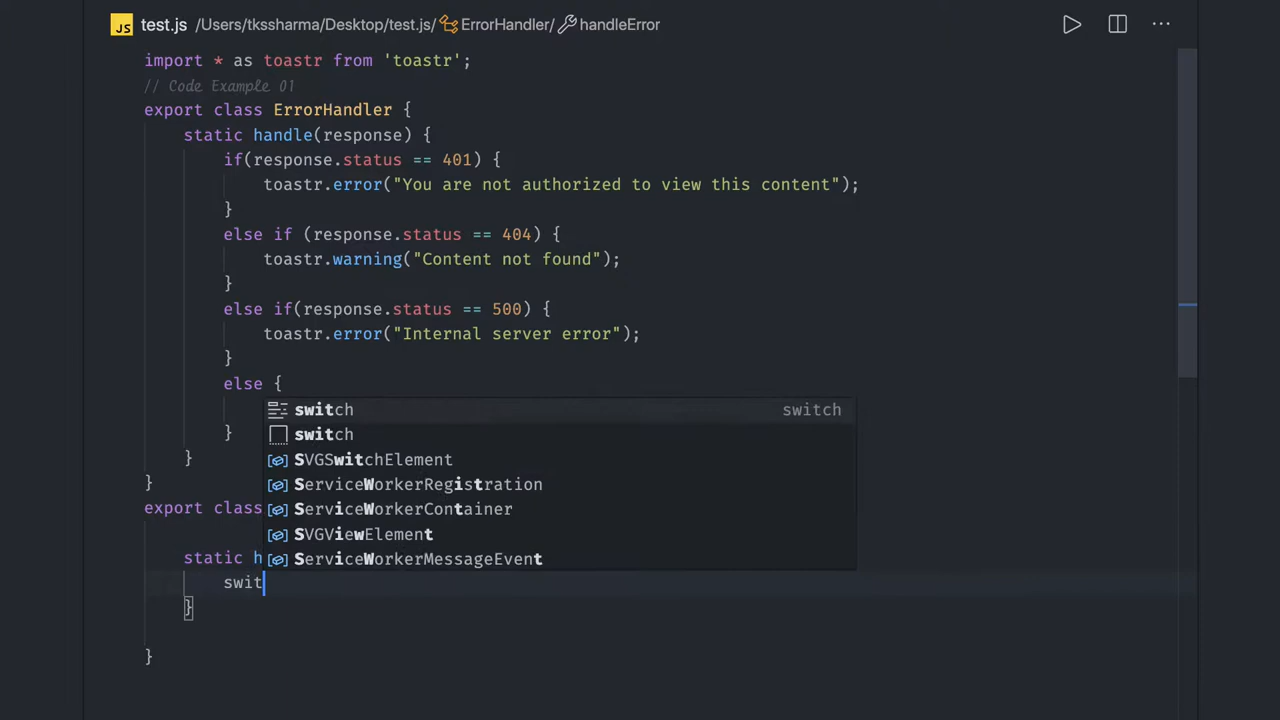 JS test.js /Users/tkssharma/Desktop/test.js/ ErrorHandler/ handleError
import * as toastr from 'toastr';
// Code Example 01
export class ErrorHandler {
static handle(response) {
if(response.status == 401) {
toastr.error("You are not authorized to view this content");
}
else if (response.status == 404) {
toastr.warning("Content not found");
}
else if(response.status == 500) {
toastr.error("Internal server error");
}
else {
switch switch
switch
}
SVGSwitchElement
}
ServiceWorkerRegistration
}
export class
ServiceWorkerContainer
SVGViewElement
static h
ServiceWorkerMessageEvent
swit
}
}